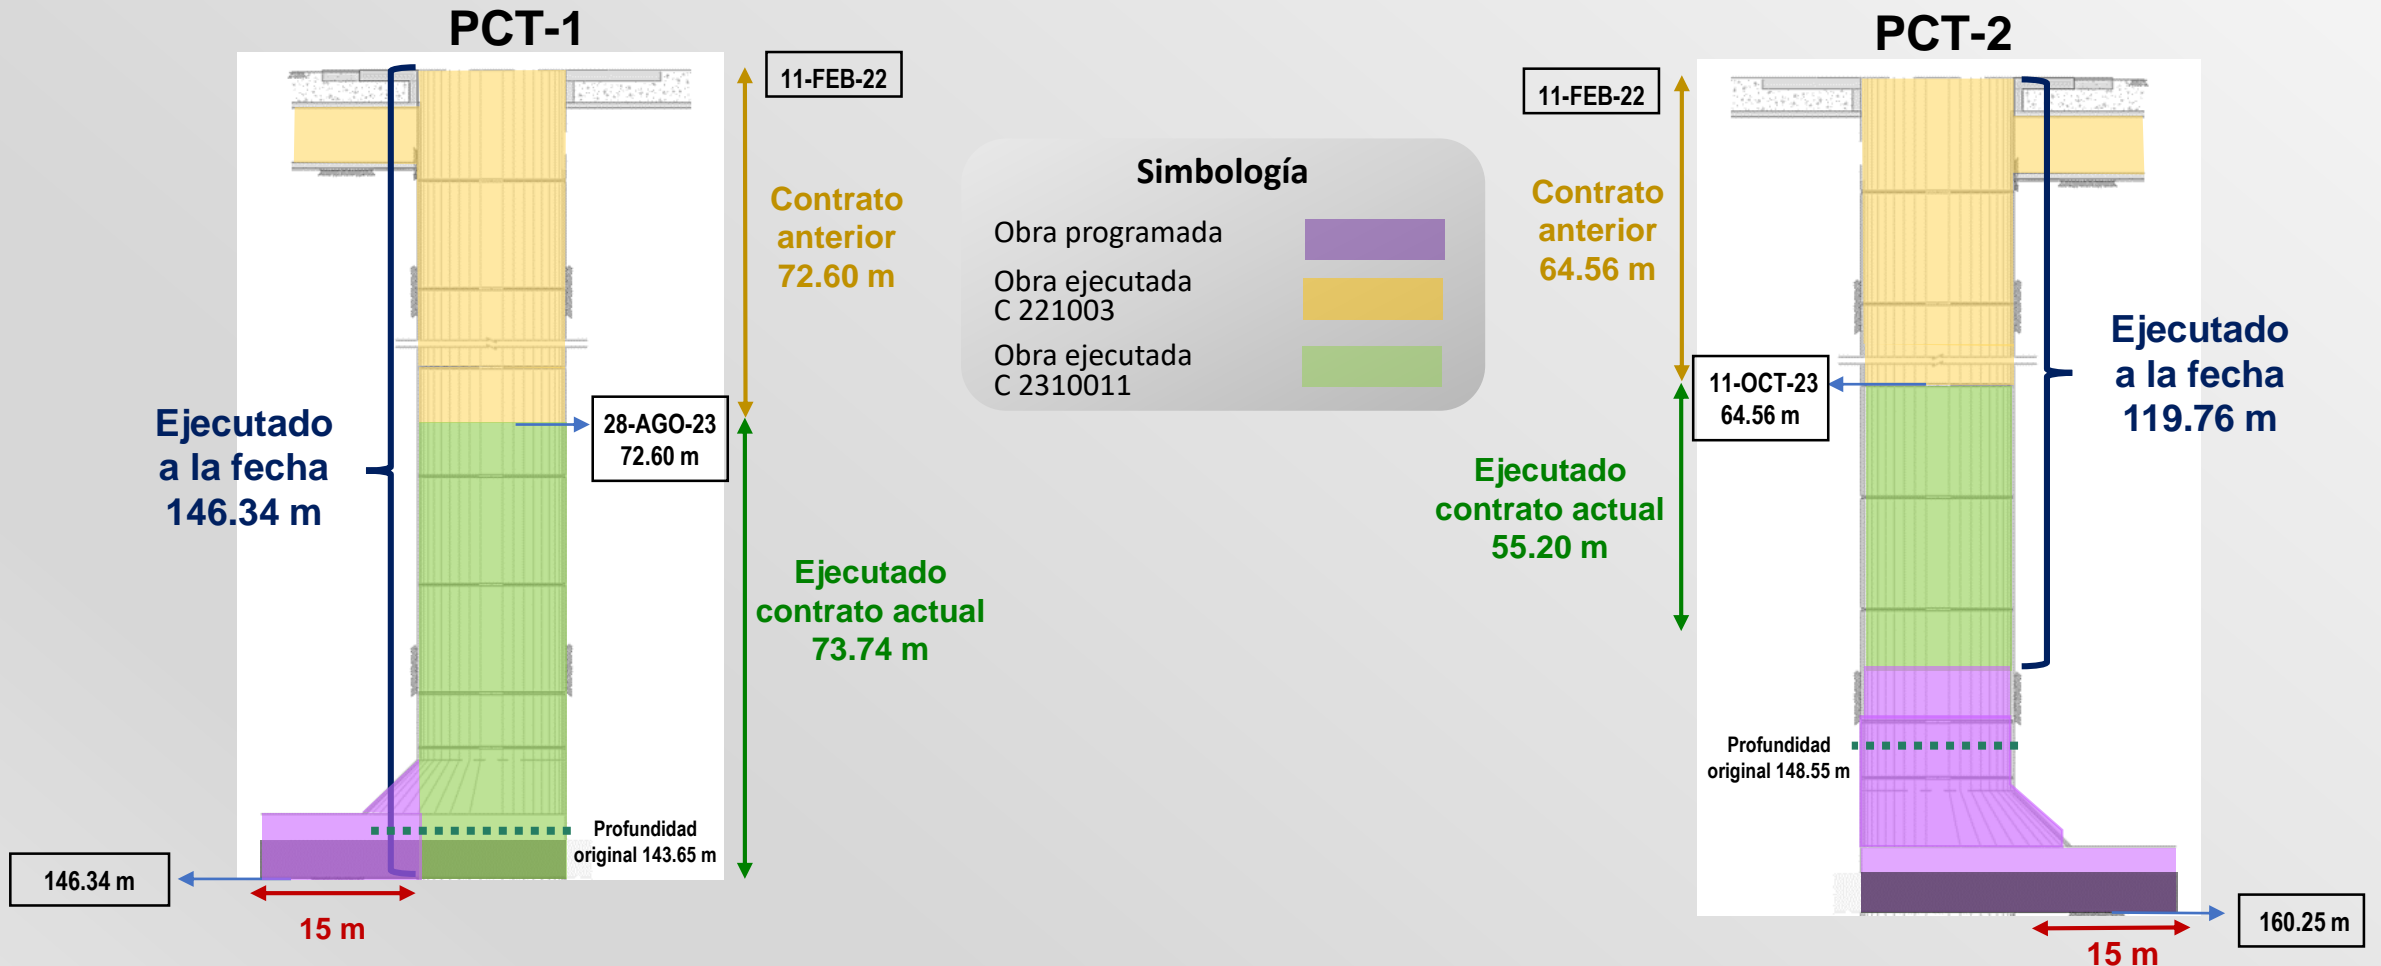 PCT-1
11-FEB-22
Contrato
anterior
72.60 m
28-AGO-23
72.60 m
Ejecutado
a la fecha
146.34 m
Ejecutado
contrato actual
73.74 m
Profundidad
original 143.65 m
146.34 m
15 m
Simbología
Obra programada
Obra ejecutada
C 221003
Obra ejecutada
C 2310011
PCT-2
11-FEB-22
Contrato
anterior
64.56 m
11-OCT-23
64.56 m
Ejecutado
a la fecha
119.76 m
Ejecutado
contrato actual
55.20 m
Profundidad
original 148.55 m
160.25 m
15 m